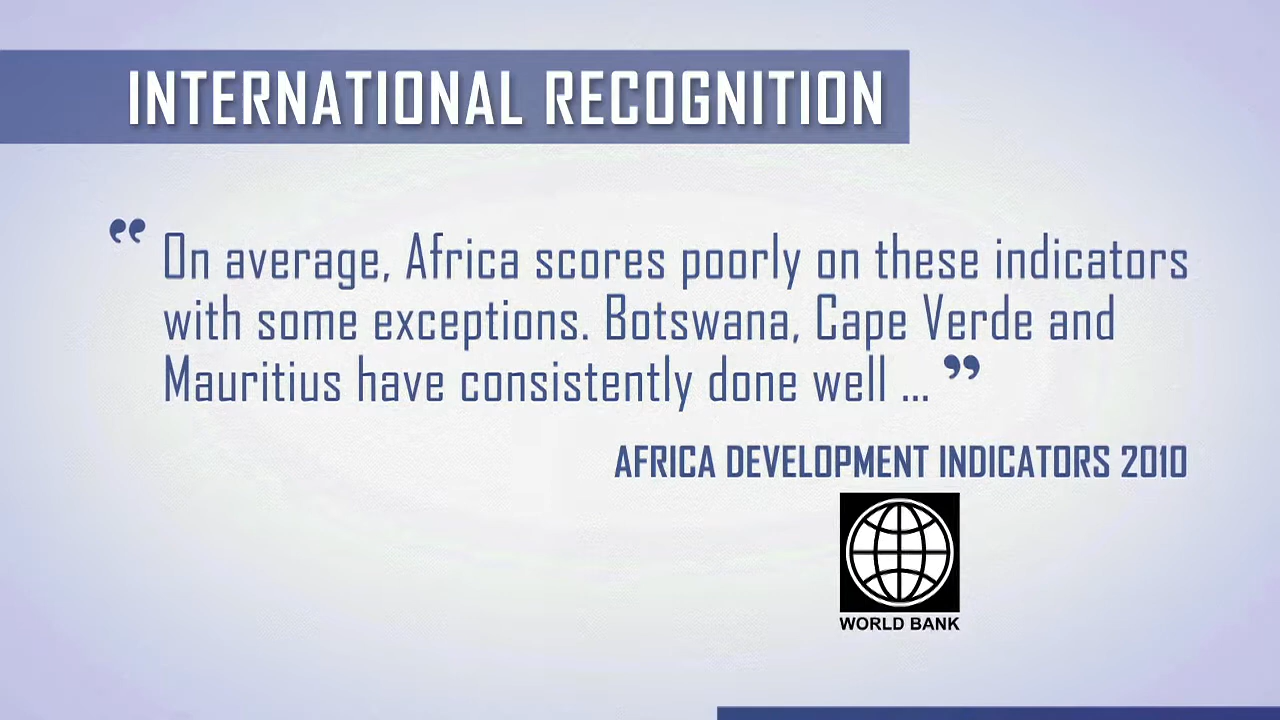 INTERNATIONAL RECOGNITION
“ On average, Africa scores poorly on these indicators
with some exceptions. Botswana, Cape Verde and
Mauritius have consistently done well ... ”
AFRICA DEVELOPMENT INDICATORS 2010
WORLD BANK